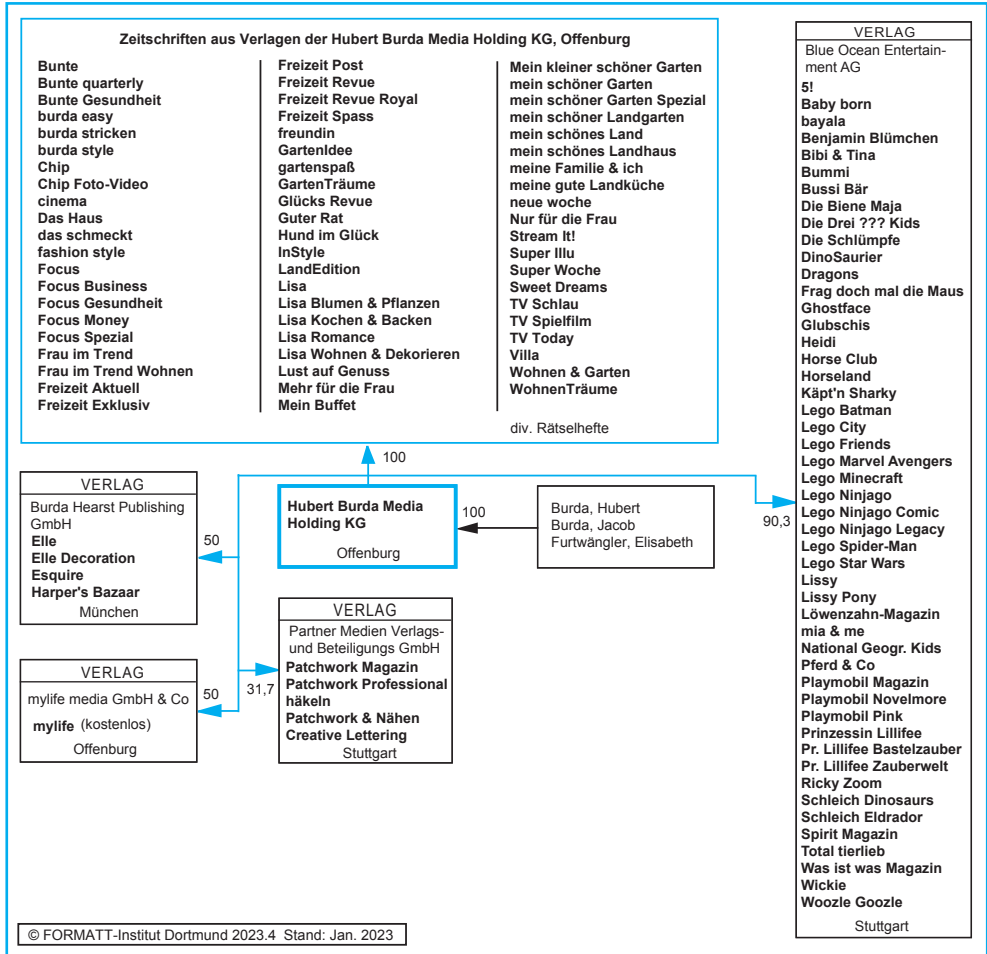 Zeitschriften aus Verlagen der Hubert Burda Media Holding KG, Offenburg
Bunte
Bunte quarterly
Bunte Gesundheit
burda easy
burda stricken
burda style
Chip
Chip Foto-Video
cinema
Das Haus
das schmeckt
fashion style
Focus
Focus Business
Focus Gesundheit
Focus Money
Focus Spezial
Frau im Trend
Frau im Trend Wohnen
Freizeit Aktuell
Freizeit Exklusiv
Freizeit Post
Freizeit Revue
Freizeit Revue Royal
Freizeit Spass
freundin
GartenIdee
gartenspaß
GartenTräume
Glücks Revue
Guter Rat
Hund im Glück
InStyle
LandEdition
Lisa
Lisa Blumen & Pflanzen
Lisa Kochen & Backen
Lisa Romance
Lisa Wohnen & Dekorieren
Lust auf Genuss
Mehr für die Frau
Mein Buffet
Mein kleiner schöner Garten
mein schöner Garten
mein schöner Garten Spezial
mein schöner Landgarten
mein schönes Land
mein schönes Landhaus
meine Familie & ich
meine gute Landküche
neue woche
Nur für die Frau
Stream It!
Super Illu
Super Woche
Sweet Dreams
TV Schlau
TV Spielfilm
TV Today
Villa
Wohnen & Garten
WohnenTräume
div. Rätselhefte
100
VERLAG
Burda Hearst Publishing
GmbH
Elle
Elle Decoration
Esquire
Harper's Bazaar
München
50
Hubert Burda Media
Holding KG
Offenburg
100
Burda, Hubert
Burda, Jacob
Furtwängler, Elisabeth
90,3
VERLAG
mylife media GmbH & Co
mylife (kostenlos)
Offenburg
50
31,7
VERLAG
Partner Medien Verlags-
und Beteiligungs GmbH
Patchwork Magazin
Patchwork Professional
häkeln
Patchwork & Nähen
Creative Lettering
Stuttgart
VERLAG
Blue Ocean Entertain-
ment AG
5!
Baby born
bayala
Benjamin Blümchen
Bibi & Tina
Bummi
Bussi Bär
Die Biene Maja
Die Drei ??? Kids
Die Schlümpfe
DinoSaurier
Dragons
Frag doch mal die Maus
Ghostface
Glubschis
Heidi
Horse Club
Horseland
Käpt'n Sharky
Lego Batman
Lego City
Lego Friends
Lego Marvel Avengers
Lego Minecraft
Lego Ninjago
Lego Ninjago Comic
Lego Ninjago Legacy
Lego Spider-Man
Lego Star Wars
Lissy
Lissy Pony
Löwenzahn-Magazin
mia & me
National Geogr. Kids
Pferd & Co
Playmobil Magazin
Playmobil Novelmore
Playmobil Pink
Prinzessin Lillifee
Pr. Lillifee Bastelzauber
Pr. Lillifee Zauberwelt
Ricky Zoom
Schleich Dinosaurs
Schleich Eldrador
Spirit Magazin
Total tierlieb
Was ist was Magazin
Wickie
Woozle Goozle
Stuttgart
© FORMATT-Institut Dortmund 2023.4 Stand: Jan. 2023